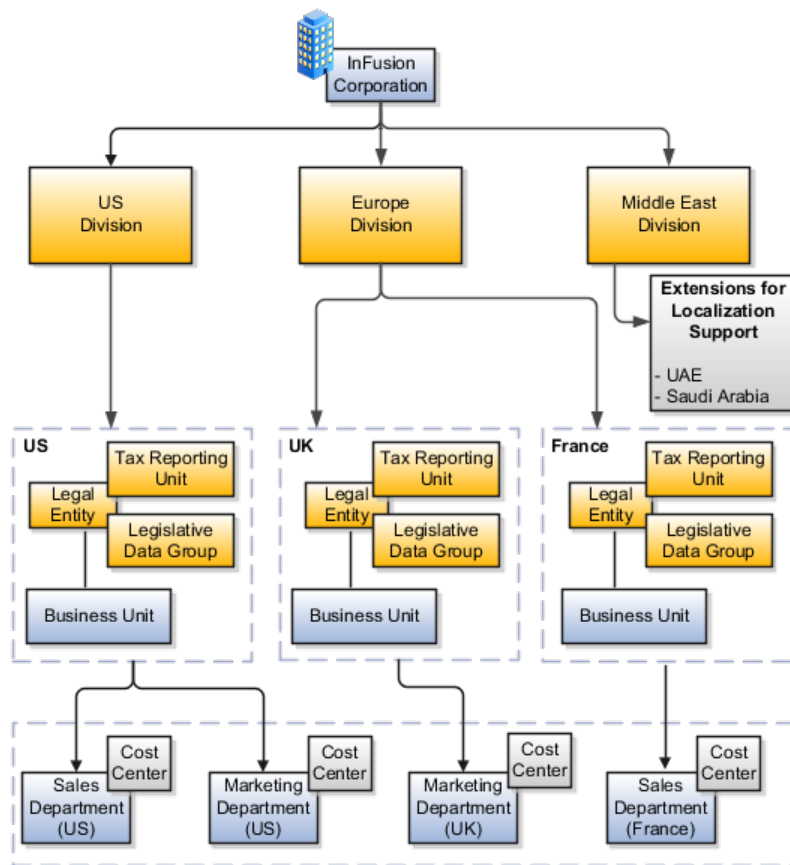 InFusion
Corporation
US
Division
Europe
Division
Middle East
Division
Extensions for
Localization
Support
- UAE
- Saudi Arabia
US
Tax Reporting
Unit
Legal
Entity
Legislative
Data Group
Business Unit
UK
Tax Reporting
Unit
Legal
Entity
Legislative
Data Group
Business Unit
France
Tax Reporting
Unit
Legal
Entity
Legislative
Data Group
Business Unit
Cost
Center
Sales
Department
(US)
Cost
Center
Marketing
Department
(US)
Cost
Center
Marketing
Department
(UK)
Cost
Center
Sales
Department
(France)